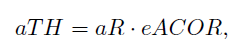 aTH = aR · eACOR,